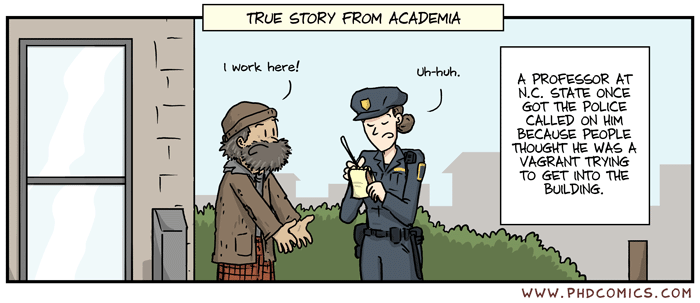 TRUE STORY FROM ACADEMIA
I work here!
Uh-huh.
A PROFESSOR AT
N.C. STATE ONCE
GOT THE POLICE
CALLED ON HIM
BECAUSE PEOPLE
THOUGHT HE WAS A
VAGRANT TRYING
TO GET INTO THE
BUILDING.
WWW.PHDCOMICS.COM